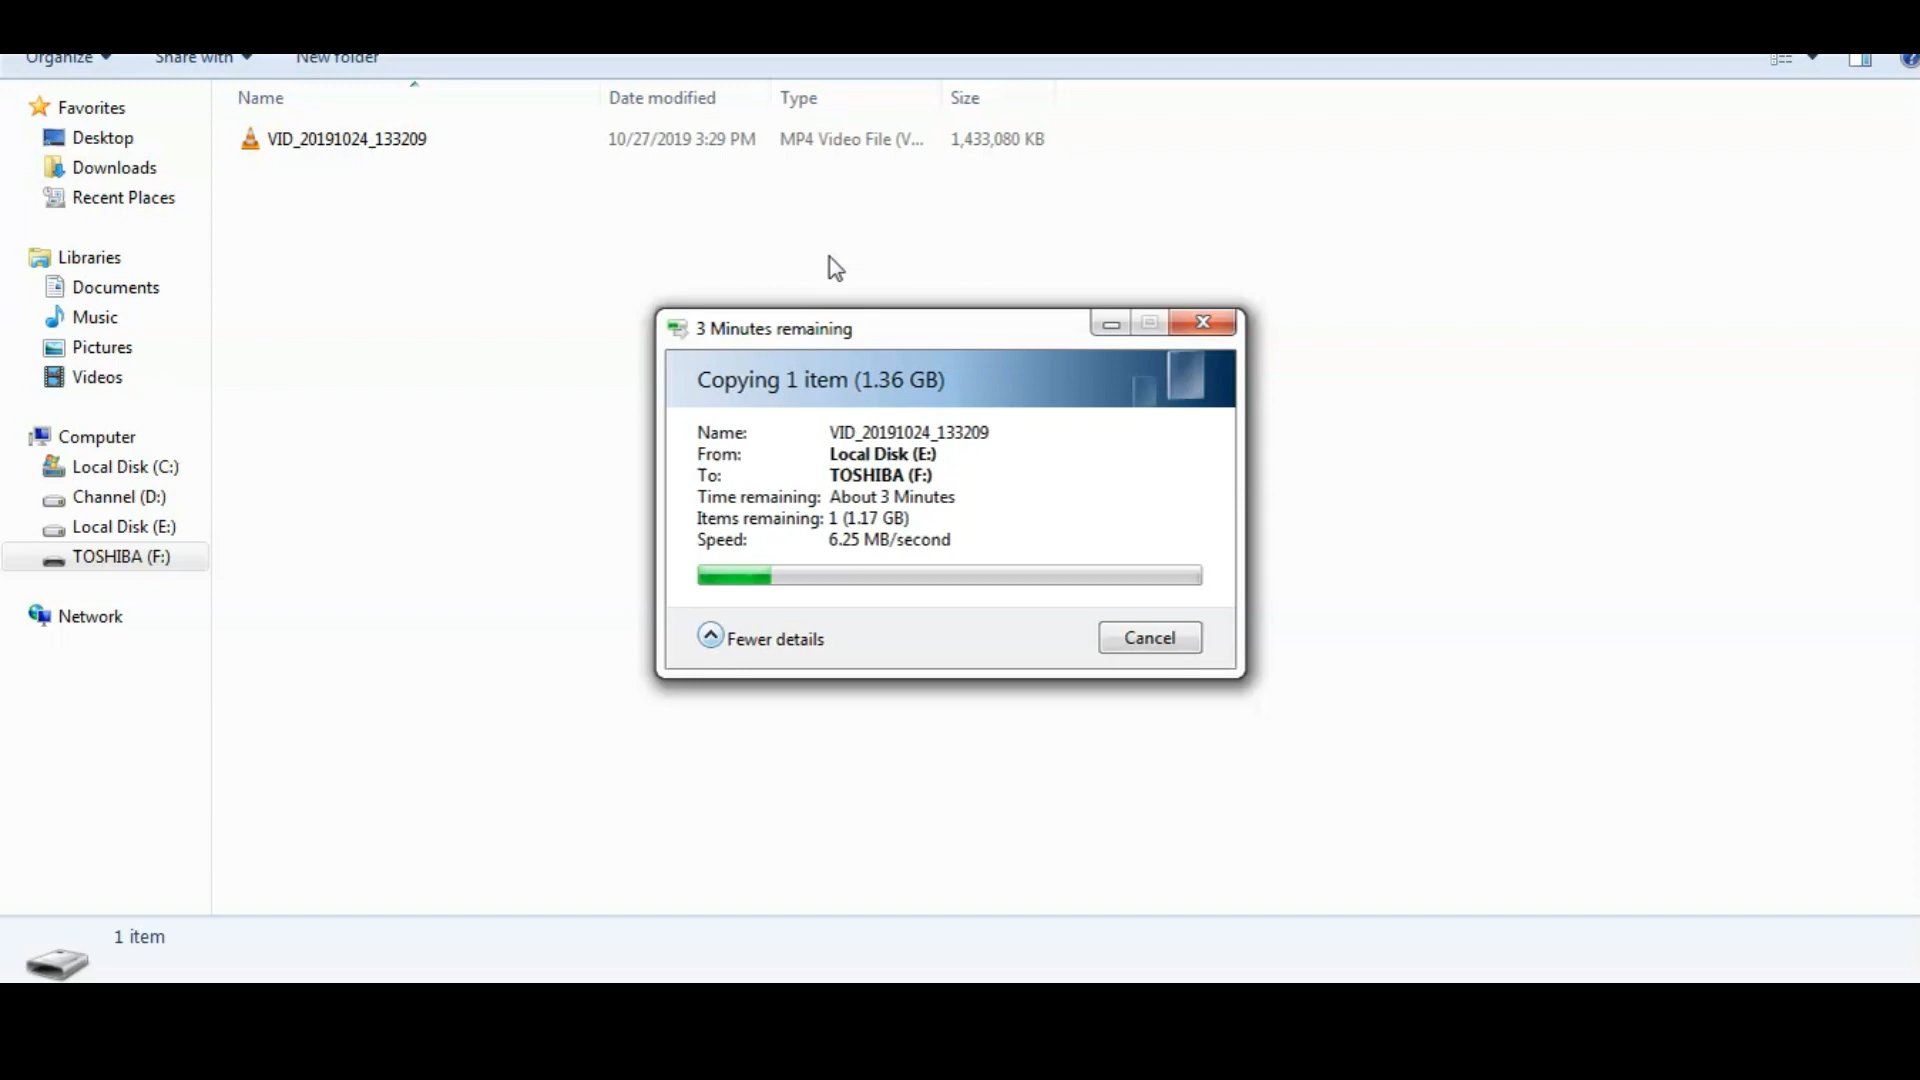 Organize Share with New folder
Name Date modified Type Size
VID_20191024_133209 10/27/2019 3:29 PM MP4 Video File (V... 1,433,080 KB
Favorites
Desktop
Downloads
Recent Places
Libraries
Documents
Music
Pictures
Videos
Computer
Local Disk (C:)
Channel (D:)
Local Disk (E:)
TOSHIBA (F:)
Network
3 Minutes remaining
Copying 1 item (1.36 GB)
Name: VID_20191024_133209
From: Local Disk (E:)
To: TOSHIBA (F:)
Time remaining: About 3 Minutes
Items remaining: 1 (1.17 GB)
Speed: 6.25 MB/second
Fewer details Cancel
1 item